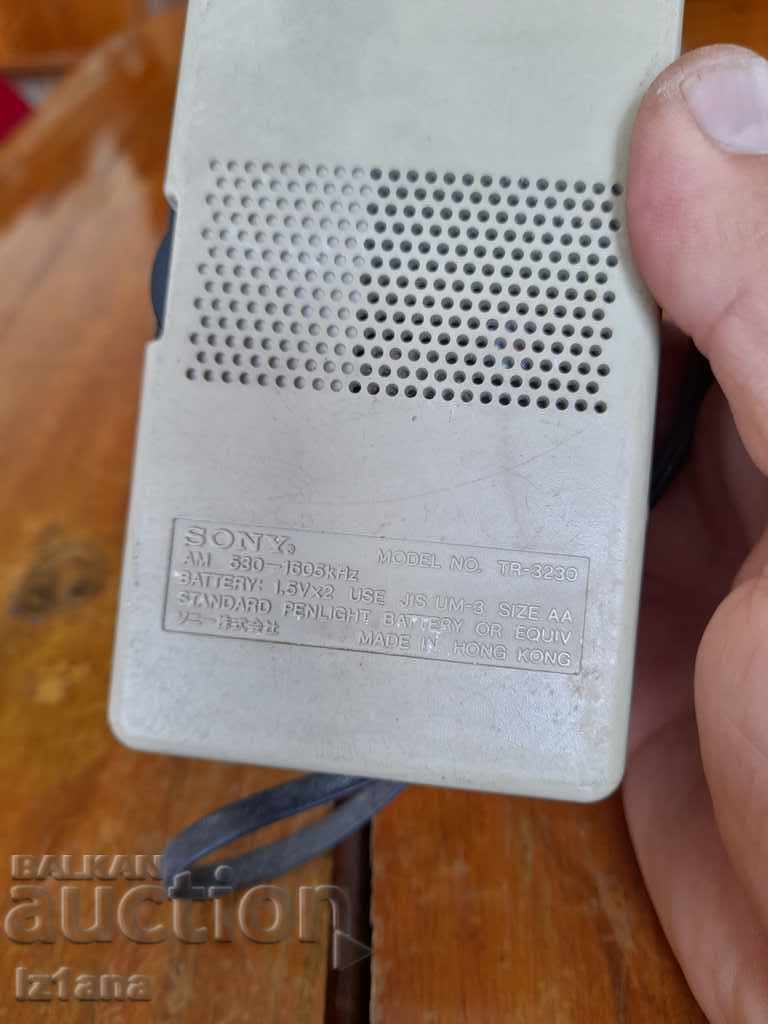 SONY®
MODEL NO. TR-3230
AM 530-1605kHz
BATTERY: 1.5V×2 USE JIS UM-3 SIZE AA
STANDARD PENLIGHT BATTERY OR EQUIV
ソニー株式会社 MADE IN HONG KONG
BALKAN
auction
Iz1ana